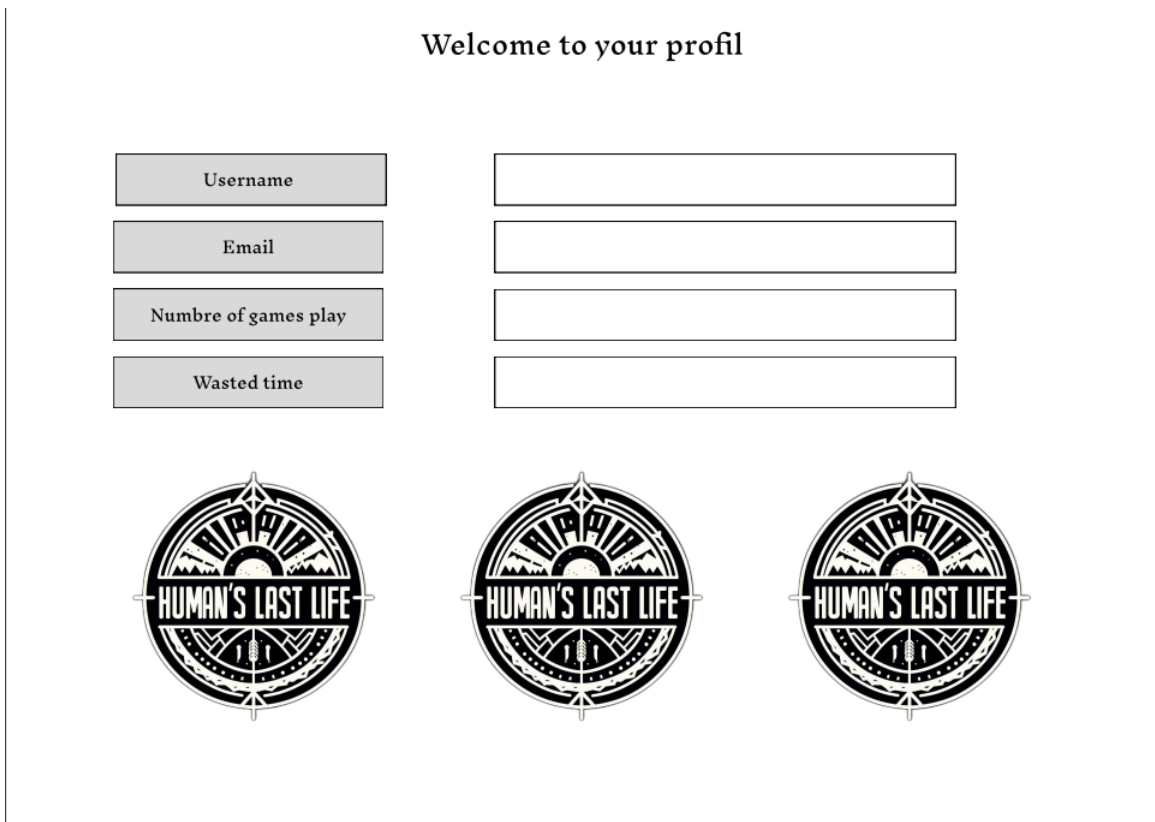 Welcome to your profil
Username
Email
Numbre of games play
Wasted time
HUMAN'S LAST LIFE
HUMAN'S LAST LIFE
HUMAN'S LAST LIFE